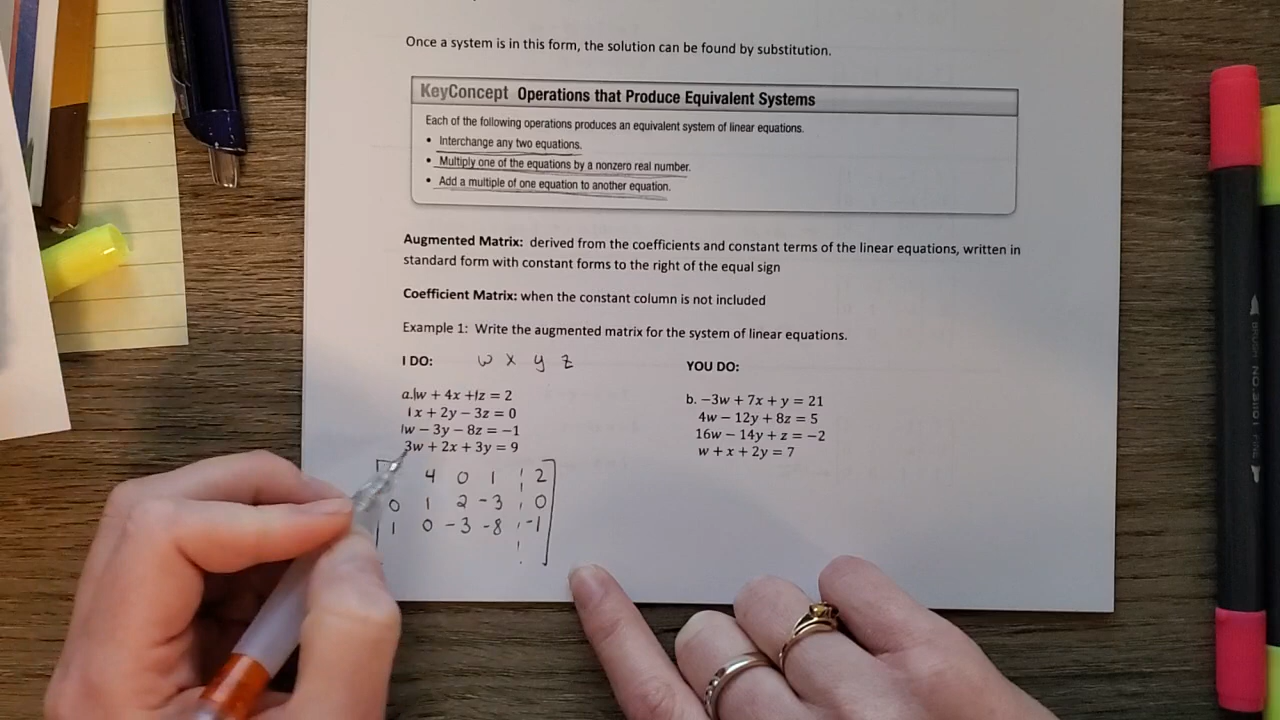 Once a system is in this form, the solution can be found by substitution.
KeyConcept Operations that Produce Equivalent Systems
Each of the following operations produces an equivalent system of linear equations.
• Interchange any two equations.
• Multiply one of the equations by a nonzero real number.
• Add a multiple of one equation to another equation.
Augmented Matrix: derived from the coefficients and constant terms of the linear equations, written in
standard form with constant forms to the right of the equal sign
Coefficient Matrix: when the constant column is not included
Example 1: Write the augmented matrix for the system of linear equations.
I DO: w x y z
a. 1w + 4x + 1z = 2
1x + 2y − 3z = 0
1w − 3y − 8z = −1
3w + 2x + 3y = 9
4 0 1 2
0 1 2 -3 0
1 0 -3 -8 -1
YOU DO:
b. −3w + 7x + y = 21
4w − 12y + 8z = 5
16w − 14y + z = −2
w + x + 2y = 7